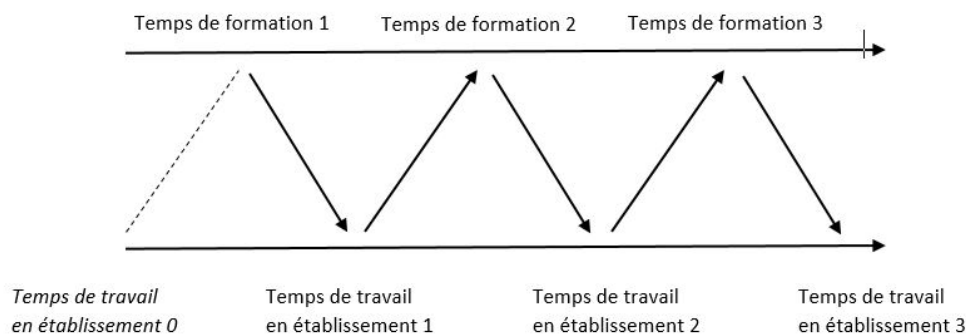 Temps de formation 1
Temps de formation 2
Temps de formation 3
Temps de travail
en établissement 0
Temps de travail
en établissement 1
Temps de travail
en établissement 2
Temps de travail
en établissement 3